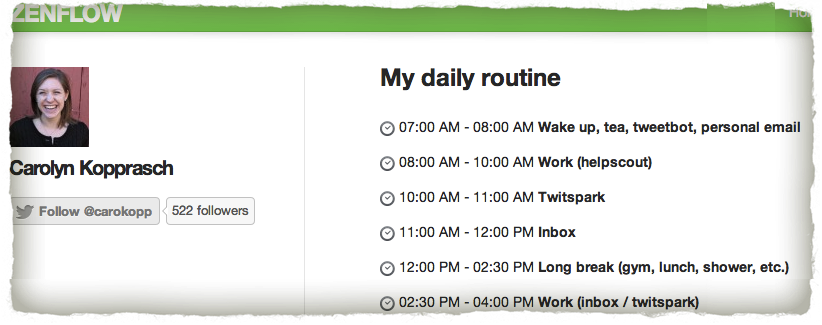 ZENFLOW
My daily routine
07:00 AM - 08:00 AM Wake up, tea, tweetbot, personal email
Carolyn Kopprasch
08:00 AM - 10:00 AM Work (helpscout)
10:00 AM - 11:00 AM Twitspark
Follow @carokopp 522 followers
11:00 AM - 12:00 PM Inbox
12:00 PM - 02:30 PM Long break (gym, lunch, shower, etc.)
02:30 PM - 04:00 PM Work (inbox / twitspark)